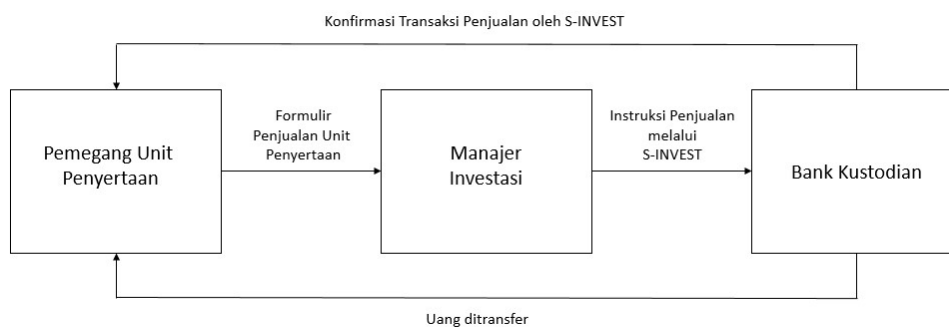 Konfirmasi Transaksi Penjualan oleh S-INVEST
Pemegang Unit
Penyertaan
Formulir
Penjualan Unit
Penyertaan
Manajer
Investasi
Instruksi Penjualan
melalui
S-INVEST
Bank Kustodian
Uang ditransfer